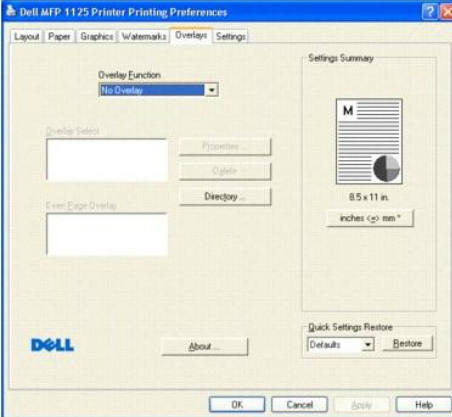 Dell MFP 1125 Printer Printing Preferences
Layout Paper Graphics Watermarks Overlays Settings
Overlay Function
No Overlay
Overlay Select
Properties ...
Delete
Directory ...
Even Page Overlay
Settings Summary
M
8.5 x 11 in.
inches <=> mm *
DELL
About ...
Quick Settings Restore
Defaults
Restore
OK Cancel Apply Help